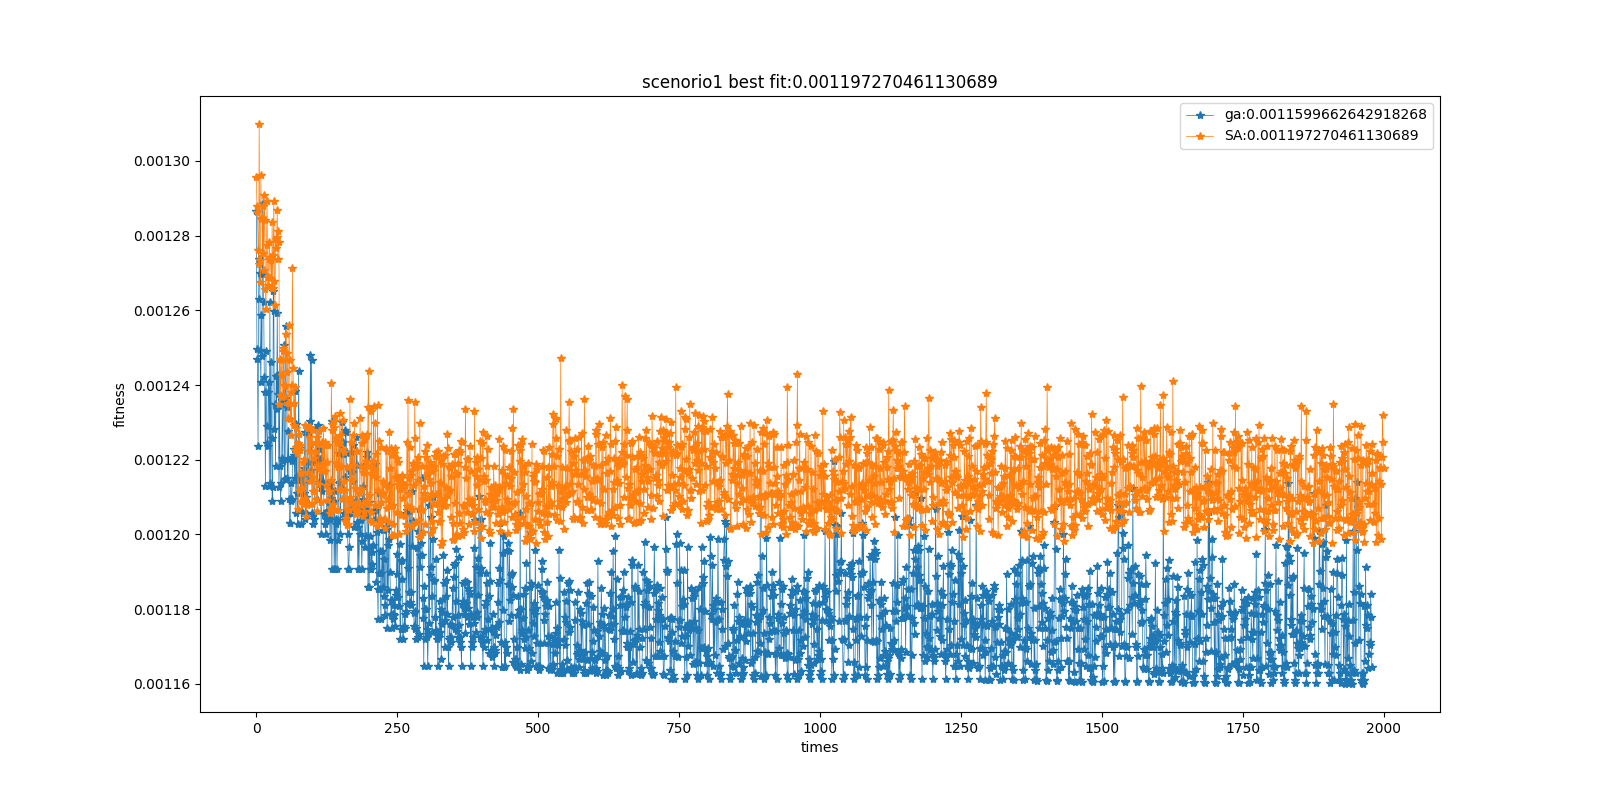 scenorio1 best fit:0.001197270461130689
ga:0.0011599662642918268
SA:0.001197270461130689
0.00130
0.00128
0.00126
0.00124
0.00122
0.00120
0.00118
0.00116
fitness
0 250 500 750 1000 1250 1500 1750 2000
times